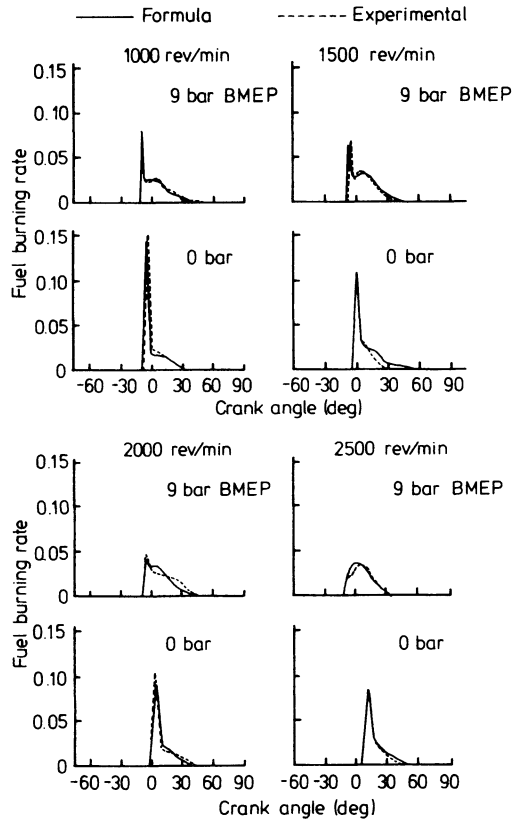 Formula Experimental
1000 rev/min 1500 rev/min
0.15 9 bar BMEP 9 bar BMEP
0.10
0.05
0
Fuel burning rate
0.15 0 bar 0 bar
0.10
0.05
0
-60 -30 0 30 60 90 -60 -30 0 30 60 90
Crank angle (deg)
2000 rev/min 2500 rev/min
0.15 9 bar BMEP 9 bar BMEP
0.10
0.05
0
Fuel burning rate
0.15 0 bar 0 bar
0.10
0.05
0
-60 -30 0 30 60 90 -60 -30 0 30 60 90
Crank angle (deg)